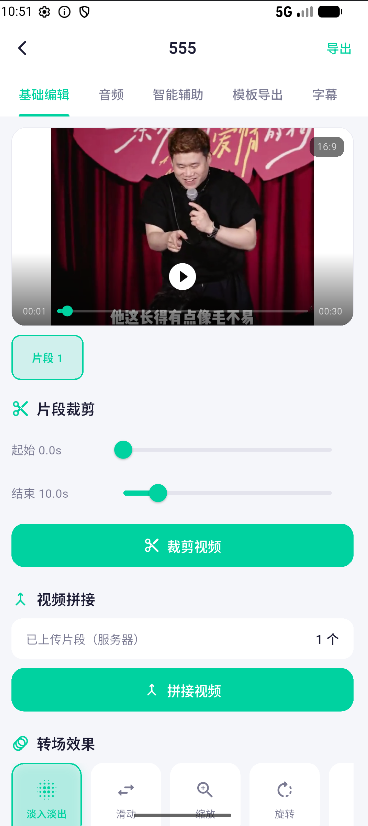 10:51 5G
555 导出
基础编辑 音频 智能辅助 模板导出 字幕
16:9
00:01 00:30
他这长得有点像毛不易
片段 1
片段裁剪
起始 0.0s
结束 10.0s
裁剪视频
视频拼接
已上传片段（服务器） 1 个
拼接视频
转场效果
淡入淡出 滑动 缩放 旋转